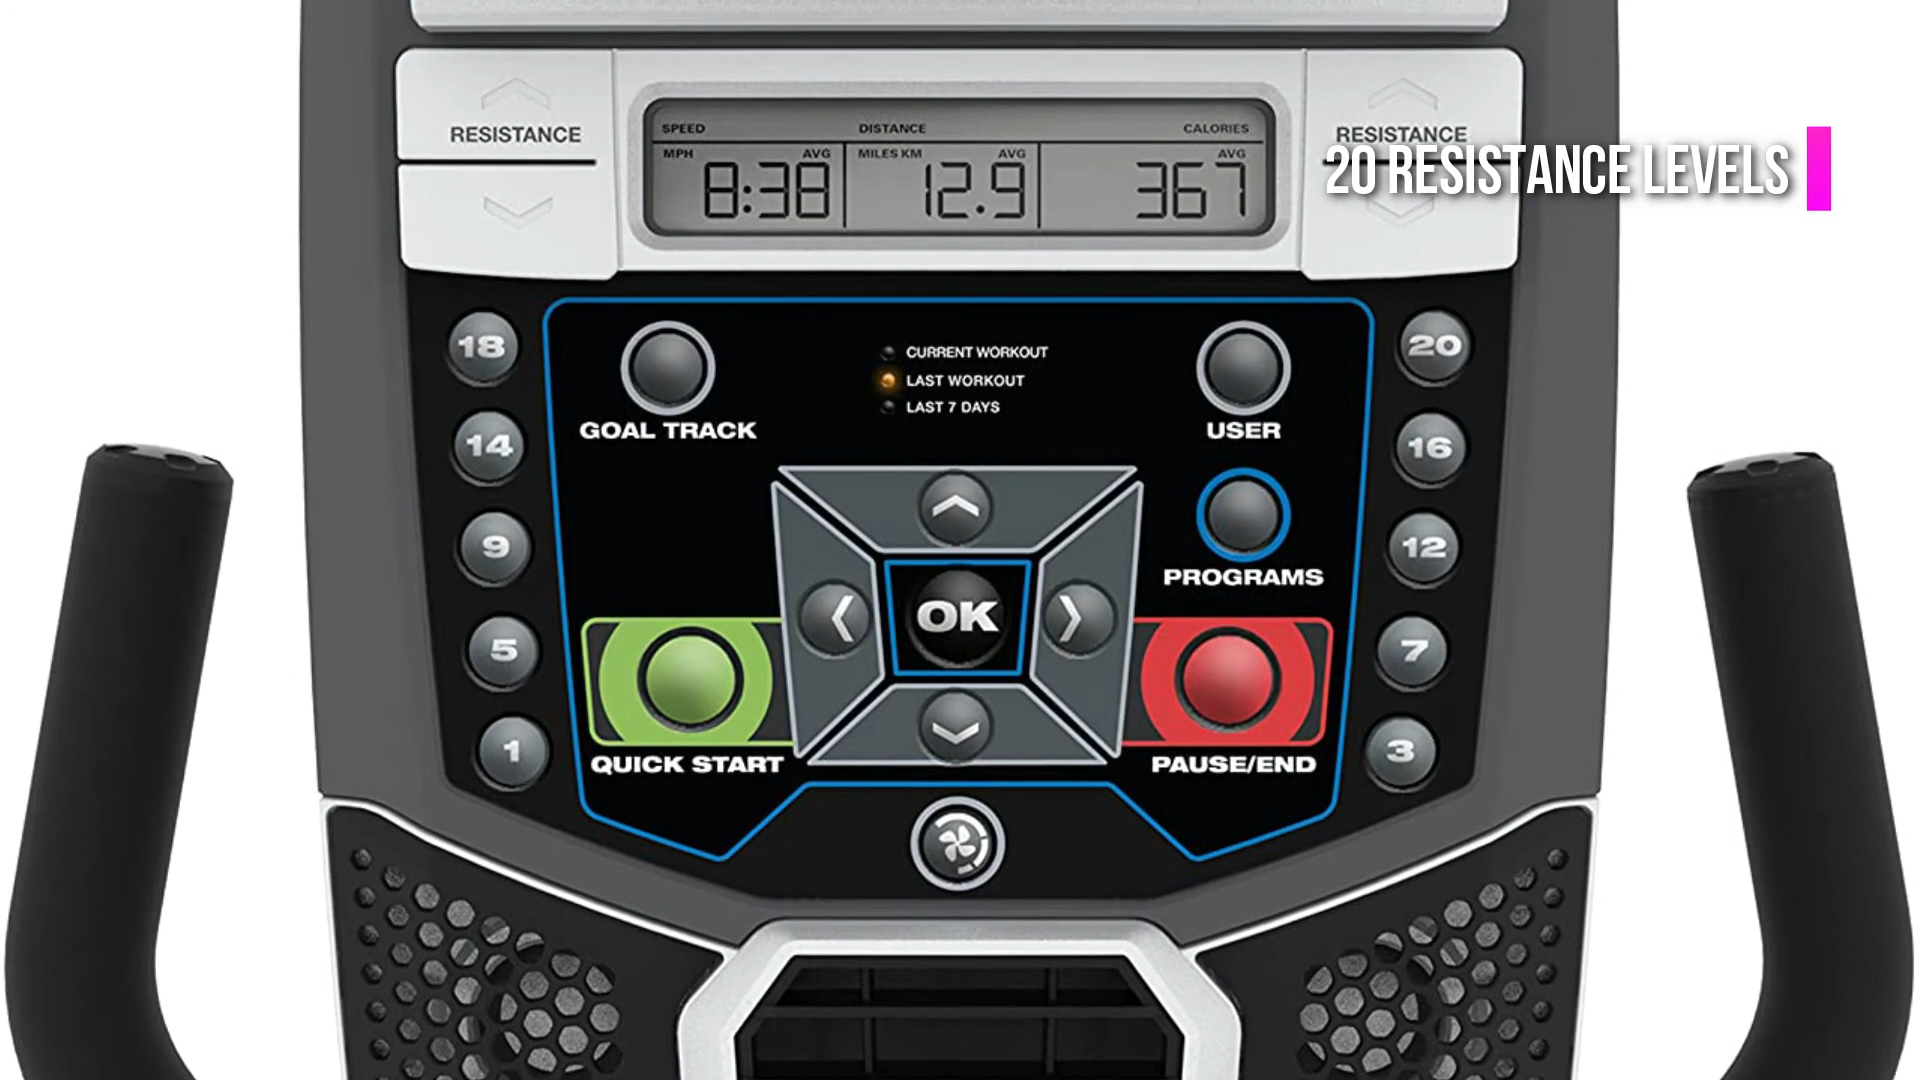 RESISTANCE
SPEED DISTANCE CALORIES
MPH AVG MILES KM AVG AVG
8:38 12.9 367
RESISTANCE
20 RESISTANCE LEVELS
18
14
9
5
1
GOAL TRACK
CURRENT WORKOUT
LAST WORKOUT
LAST 7 DAYS
USER
PROGRAMS
OK
QUICK START
PAUSE/END
20
16
12
7
3